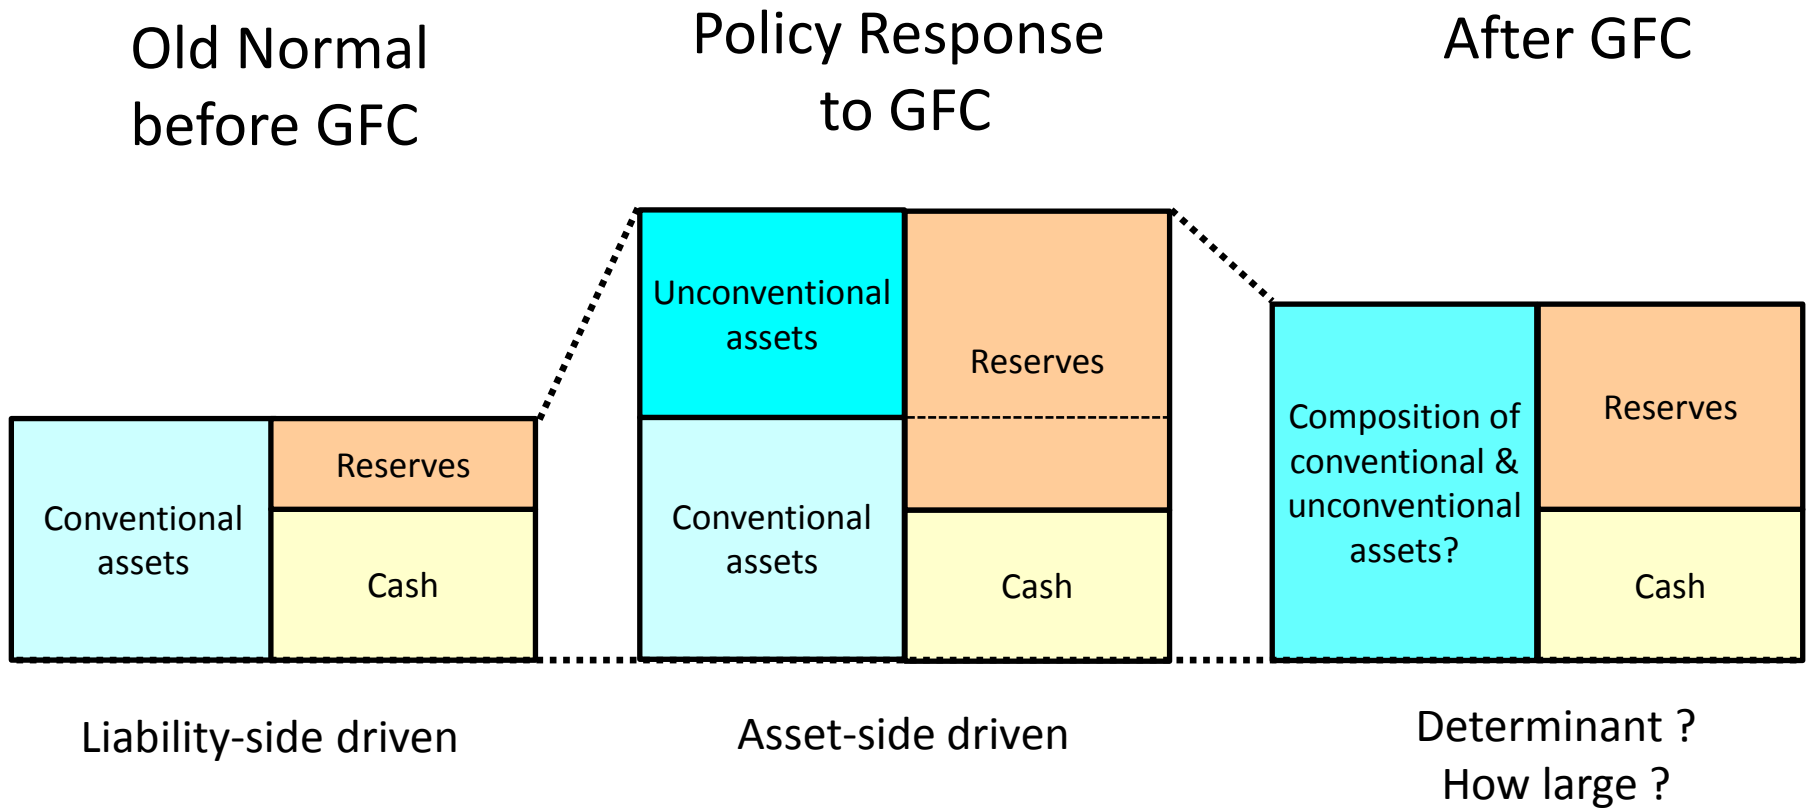 Old Normal
before GFC
Policy Response
to GFC
After GFC
Conventional
assets
Reserves
Cash
Liability-side driven
Unconventional
assets
Conventional
assets
Reserves
Cash
Asset-side driven
Composition of
conventional &
unconventional
assets?
Reserves
Cash
Determinant ?
How large ?